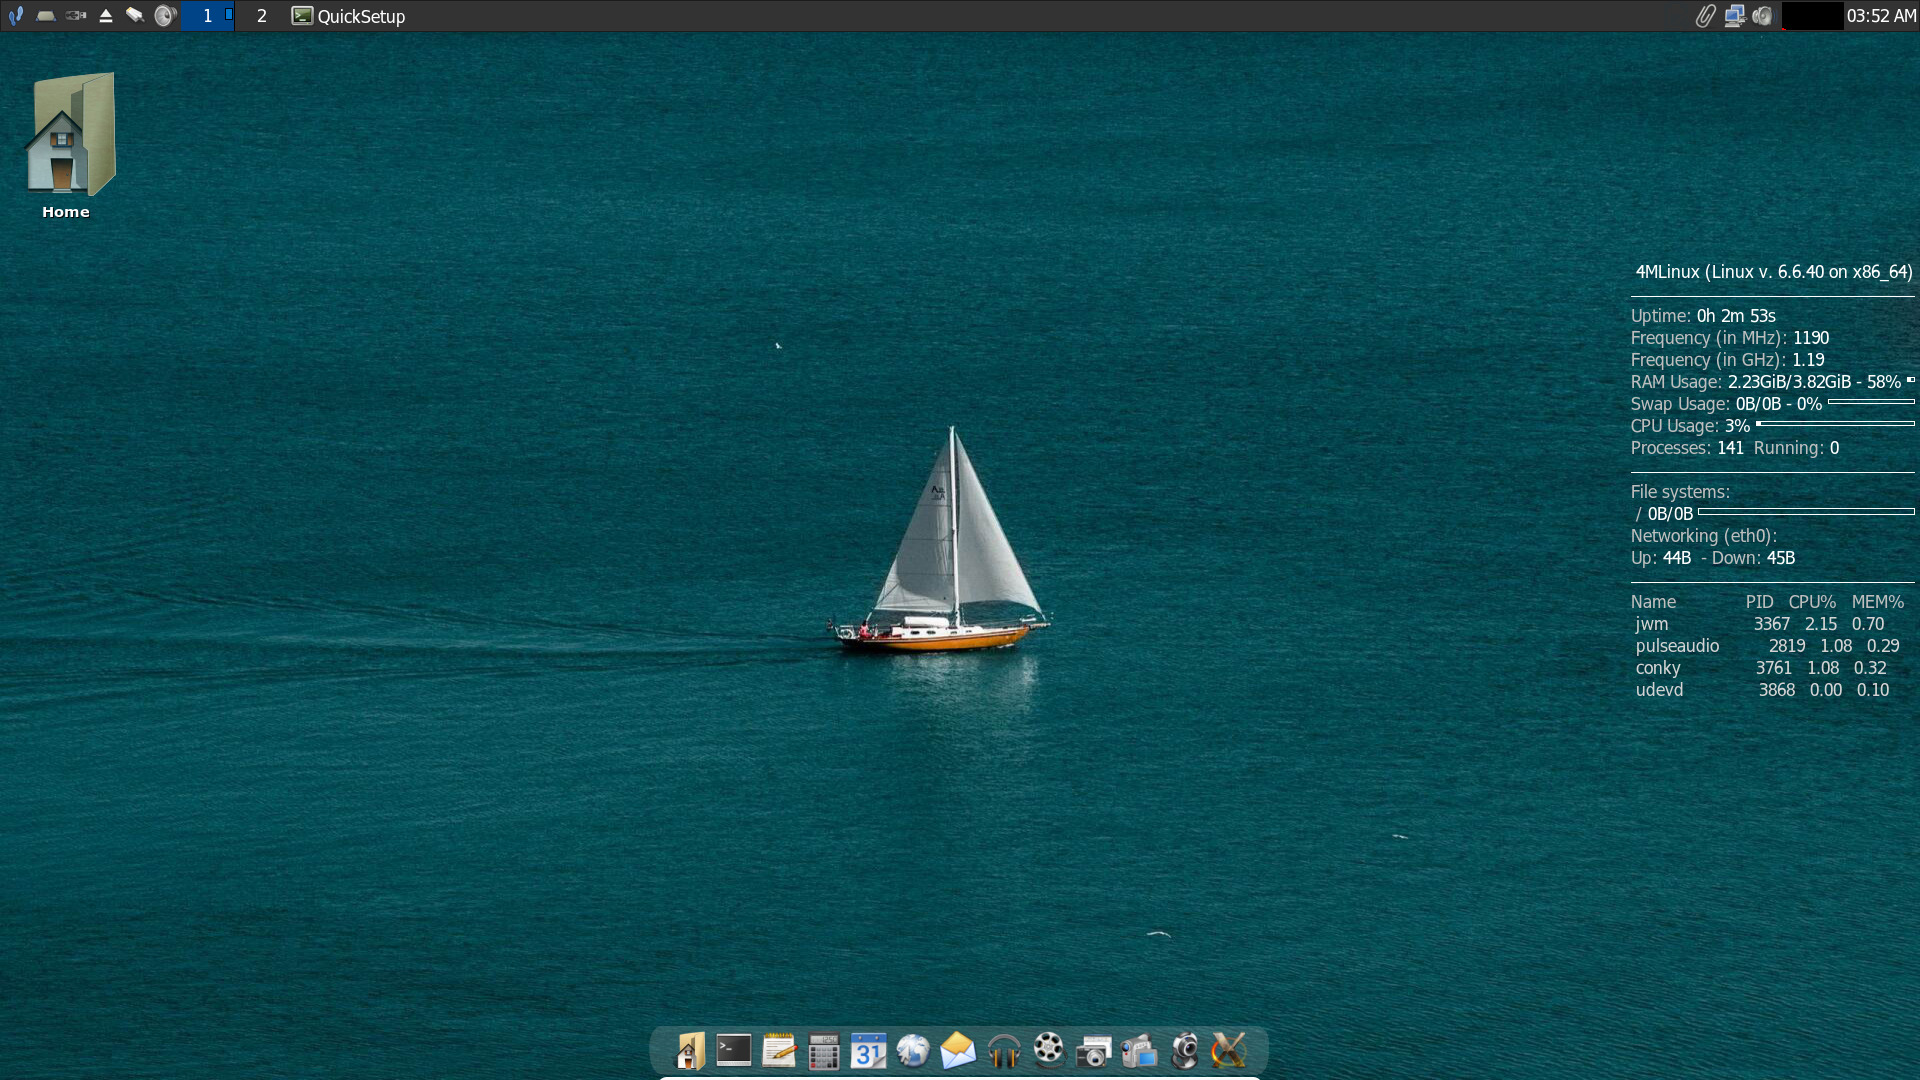 1 2 QuickSetup 03:52 AM
Home
4MLinux (Linux v. 6.6.40 on x86_64)
Uptime: 0h 2m 53s
Frequency (in MHz): 1190
Frequency (in GHz): 1.19
RAM Usage: 2.23GiB/3.82GiB - 58%
Swap Usage: 0B/0B - 0%
CPU Usage: 3%
Processes: 141 Running: 0
File systems:
/ 0B/0B
Networking (eth0):
Up: 44B - Down: 45B
Name PID CPU% MEM%
jwm 3367 2.15 0.70
pulseaudio 2819 1.08 0.29
conky 3761 1.08 0.32
udevd 3868 0.00 0.10
>_
31